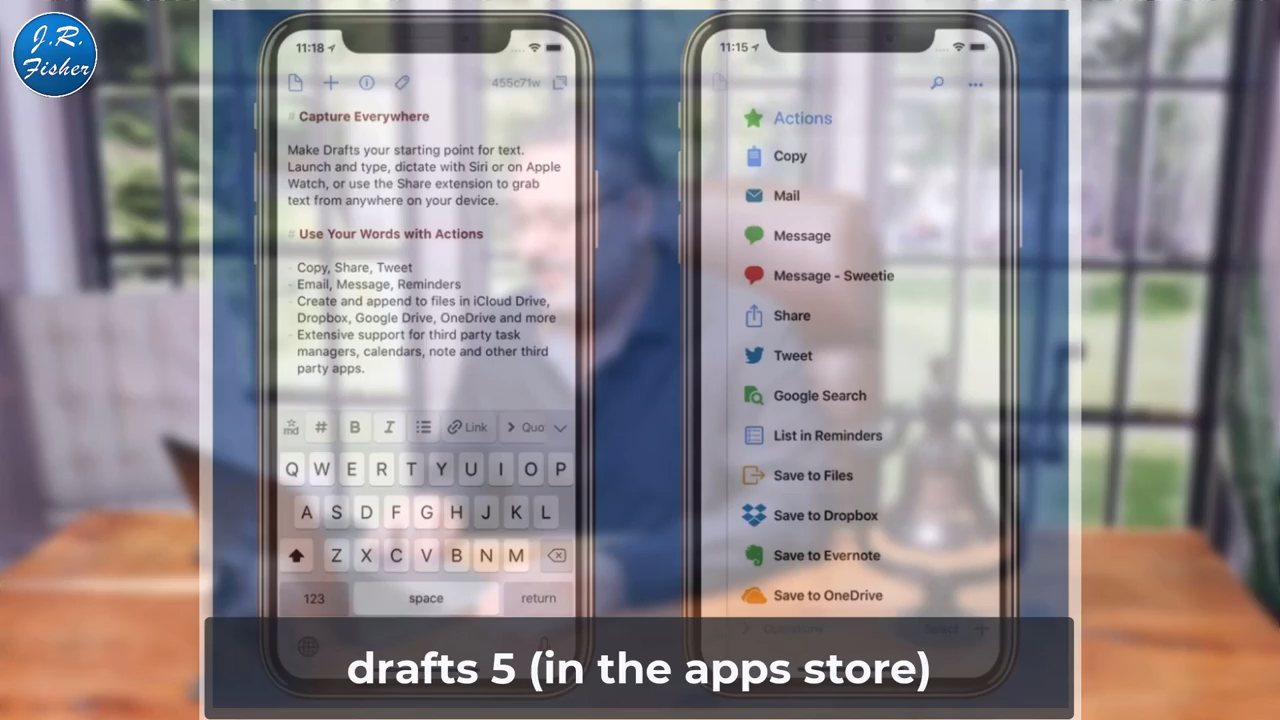 J.R.
Fisher
11:18
455c71w
# Capture Everywhere
Make Drafts your starting point for text.
Launch and type, dictate with Siri or on Apple
Watch, or use the Share extension to grab
text from anywhere on your device.
# Use Your Words with Actions
- Copy, Share, Tweet
- Email, Message, Reminders
- Create and append to files in iCloud Drive,
Dropbox, Google Drive, OneDrive and more
- Extensive support for third party task
managers, calendars, note and other third
party apps.
md # B I Link > Quo
Q W E R T Y U I O P
A S D F G H J K L
Z X C V B N M
123 space return
11:15
Actions
Copy
Mail
Message
Message - Sweetie
Share
Tweet
Google Search
List in Reminders
Save to Files
Save to Dropbox
Save to Evernote
Save to OneDrive
Operations Select
drafts 5 (in the apps store)